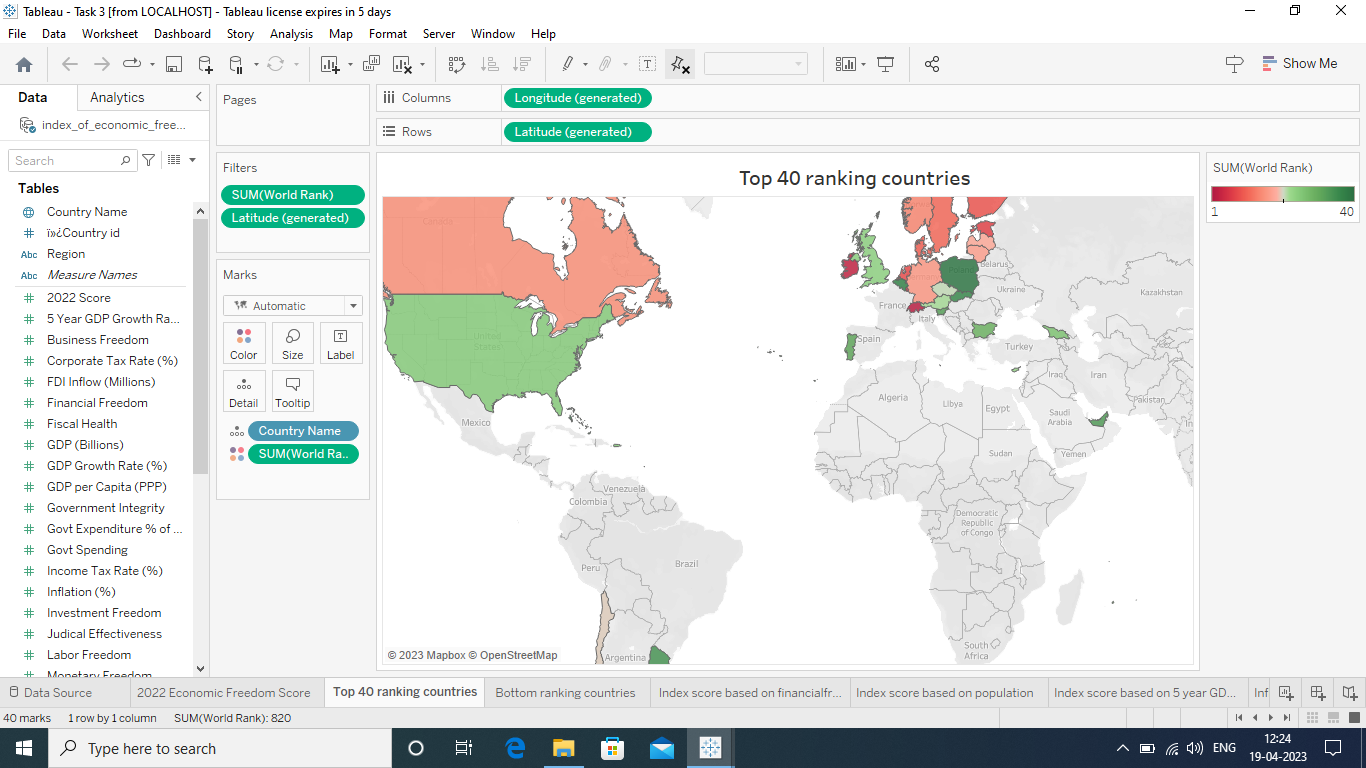 Tableau - Task 3 [from LOCALHOST] - Tableau license expires in 5 days
File Data Worksheet Dashboard Story Analysis Map Format Server Window Help
Show Me
Data Analytics
index_of_economic_free...
Search
Tables
Country Name
ï»¿Country id
Abc Region
Abc Measure Names
2022 Score
5 Year GDP Growth Ra...
Business Freedom
Corporate Tax Rate (%)
FDI Inflow (Millions)
Financial Freedom
Fiscal Health
GDP (Billions)
GDP Growth Rate (%)
GDP per Capita (PPP)
Government Integrity
Govt Expenditure % of ...
Govt Spending
Income Tax Rate (%)
Inflation (%)
Investment Freedom
Judical Effectiveness
Labor Freedom
Monetary Freedom
Pages
Filters
SUM(World Rank)
Latitude (generated)
Marks
Automatic
Color Size Label
Detail Tooltip
Country Name
SUM(World Ra..
Columns Longitude (generated)
Rows Latitude (generated)
Top 40 ranking countries
Canada
United
States
Mexico
Venezuela
Colombia
Peru
Brazil
Argentina
Belarus
Poland
Ukraine
Kazakhstan
France
Italy
Spain
Turkey
Iraq
Iran
Pakistan
Algeria
Libya
Egypt
Saudi
Arabia
In
Sudan
Yemen
Democratic
Republic
of Congo
South
Africa
© 2023 Mapbox © OpenStreetMap
SUM(World Rank)
1 40
Data Source 2022 Economic Freedom Score Top 40 ranking countries Bottom ranking countries Index score based on financialfr... Index score based on population Index score based on 5 year GD... Inf
40 marks 1 row by 1 column SUM(World Rank): 820
Type here to search
ENG
12:24
19-04-2023